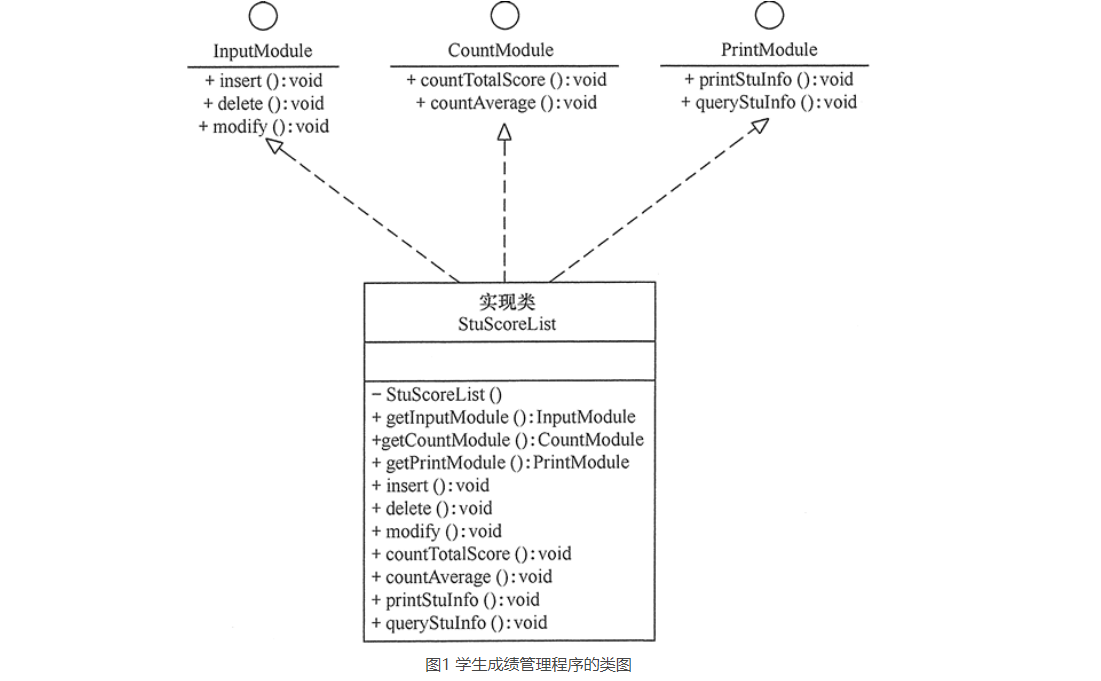 InputModule
+ insert ():void
+ delete ():void
+ modify ():void
CountModule
+ countTotalScore ():void
+ countAverage ():void
PrintModule
+ printStuInfo ():void
+ queryStuInfo ():void
实现类
StuScoreList
− StuScoreList ()
+ getInputModule ():InputModule
+getCountModule ():CountModule
+ getPrintModule ():PrintModule
+ insert ():void
+ delete ():void
+ modify ():void
+ countTotalScore ():void
+ countAverage ():void
+ printStuInfo ():void
+ queryStuInfo ():void
图1 学生成绩管理程序的类图